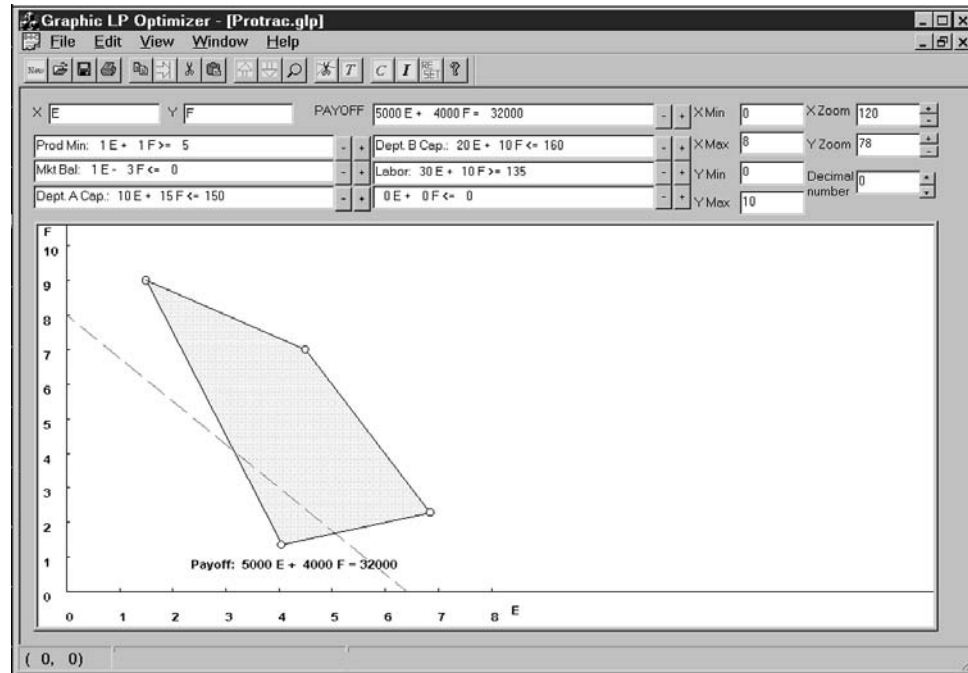 Graphic LP Optimizer - [Protrac.glp]
File Edit View Window Help
New T C I RE SET ?
X E Y F PAYOFF 5000 E + 4000 F = 32000 - + X Min 0 X Zoom 120 + -
Prod Min: 1 E + 1 F >= 5 - + Dept. B Cap.: 20 E + 10 F <= 160 - + X Max 8 Y Zoom 78 + -
Mkt Bal: 1 E - 3 F <= 0 - + Labor: 30 E + 10 F >= 135 - + Y Min 0 Decimal number 0
Dept. A Cap.: 10 E + 15 F <= 150 - + 0 E + 0 F <= 0 - + Y Max 10
F
10
9
8
7
6
5
4
3
2
1
Payoff: 5000 E + 4000 F = 32000
0
0 1 2 3 4 5 6 7 8 E
( 0, 0)